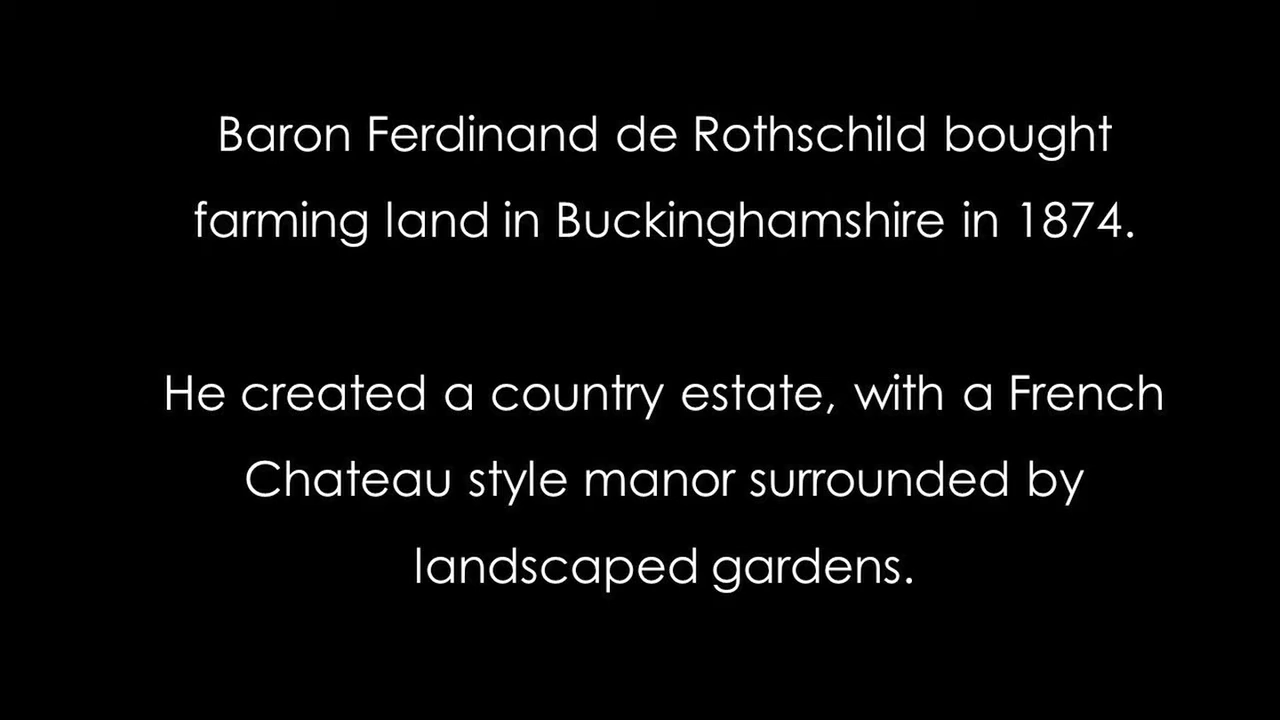 Baron Ferdinand de Rothschild bought
farming land in Buckinghamshire in 1874.
He created a country estate, with a French
Chateau style manor surrounded by
landscaped gardens.